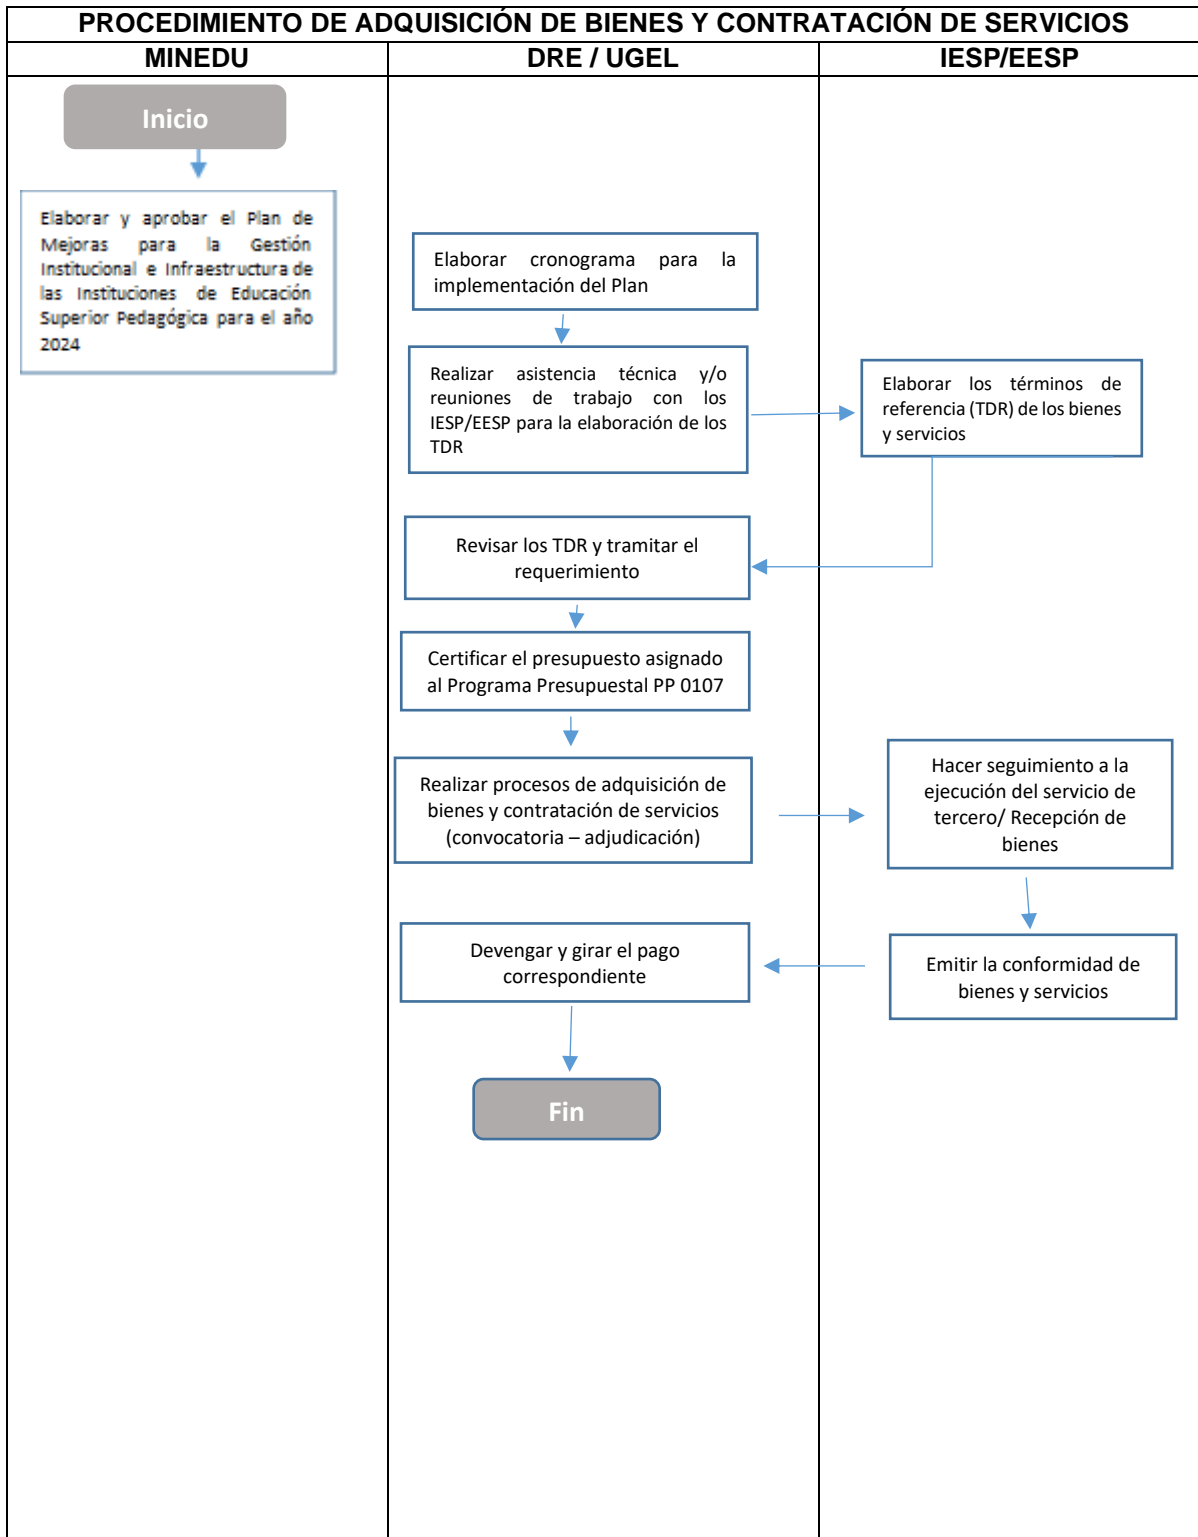 PROCEDIMIENTO DE ADQUISICIÓN DE BIENES Y CONTRATACIÓN DE SERVICIOS
MINEDU
DRE / UGEL
IESP/EESP
Inicio
Elaborar y aprobar el Plan de
Mejoras para la Gestión
Institucional e Infraestructura de
las Instituciones de Educación
Superior Pedagógica para el año
2024
Elaborar cronograma para la
implementación del Plan
Realizar asistencia técnica y/o
reuniones de trabajo con los
IESP/EESP para la elaboración de los
TDR
Elaborar los términos de
referencia (TDR) de los bienes
y servicios
Revisar los TDR y tramitar el
requerimiento
Certificar el presupuesto asignado
al Programa Presupuestal PP 0107
Realizar procesos de adquisición de
bienes y contratación de servicios
(convocatoria – adjudicación)
Hacer seguimiento a la
ejecución del servicio de
tercero/ Recepción de
bienes
Emitir la conformidad de
bienes y servicios
Devengar y girar el pago
correspondiente
Fin